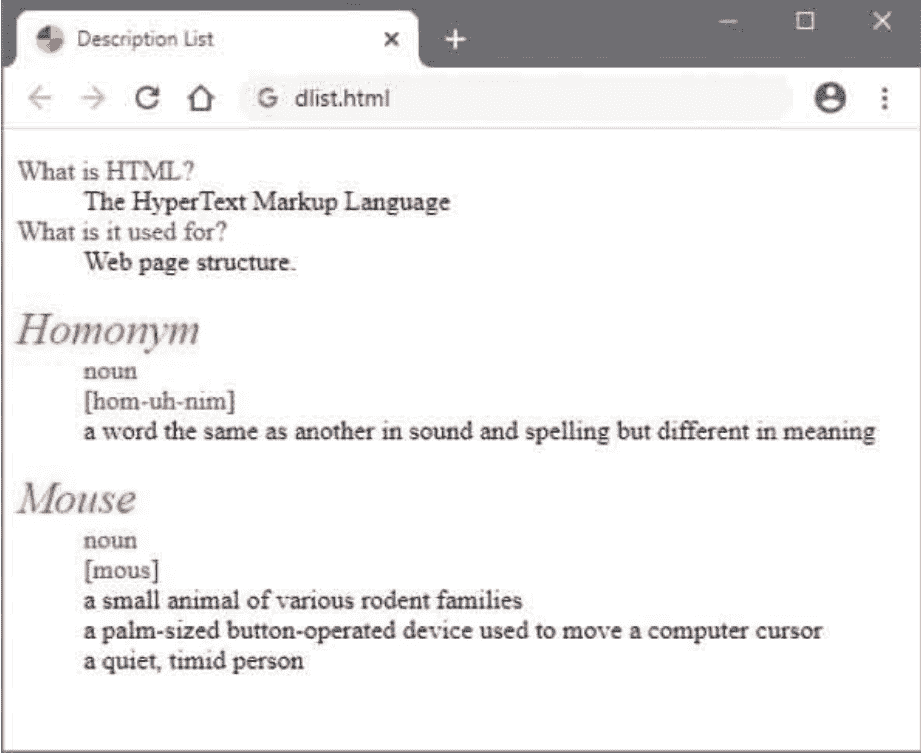 Description List
dlist.html
What is HTML?
The HyperText Markup Language
What is it used for?
Web page structure.
Homonym
noun
[hom-uh-nim]
a word the same as another in sound and spelling but different in meaning
Mouse
noun
[mous]
a small animal of various rodent families
a palm-sized button-operated device used to move a computer cursor
a quiet, timid person